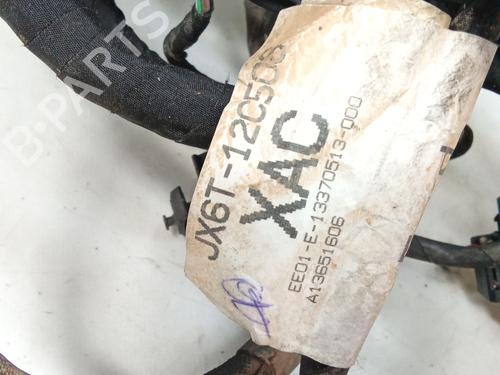 B-PARTS
JX6T-12C508
XAC
EE01-E-13370513-000
A13651606